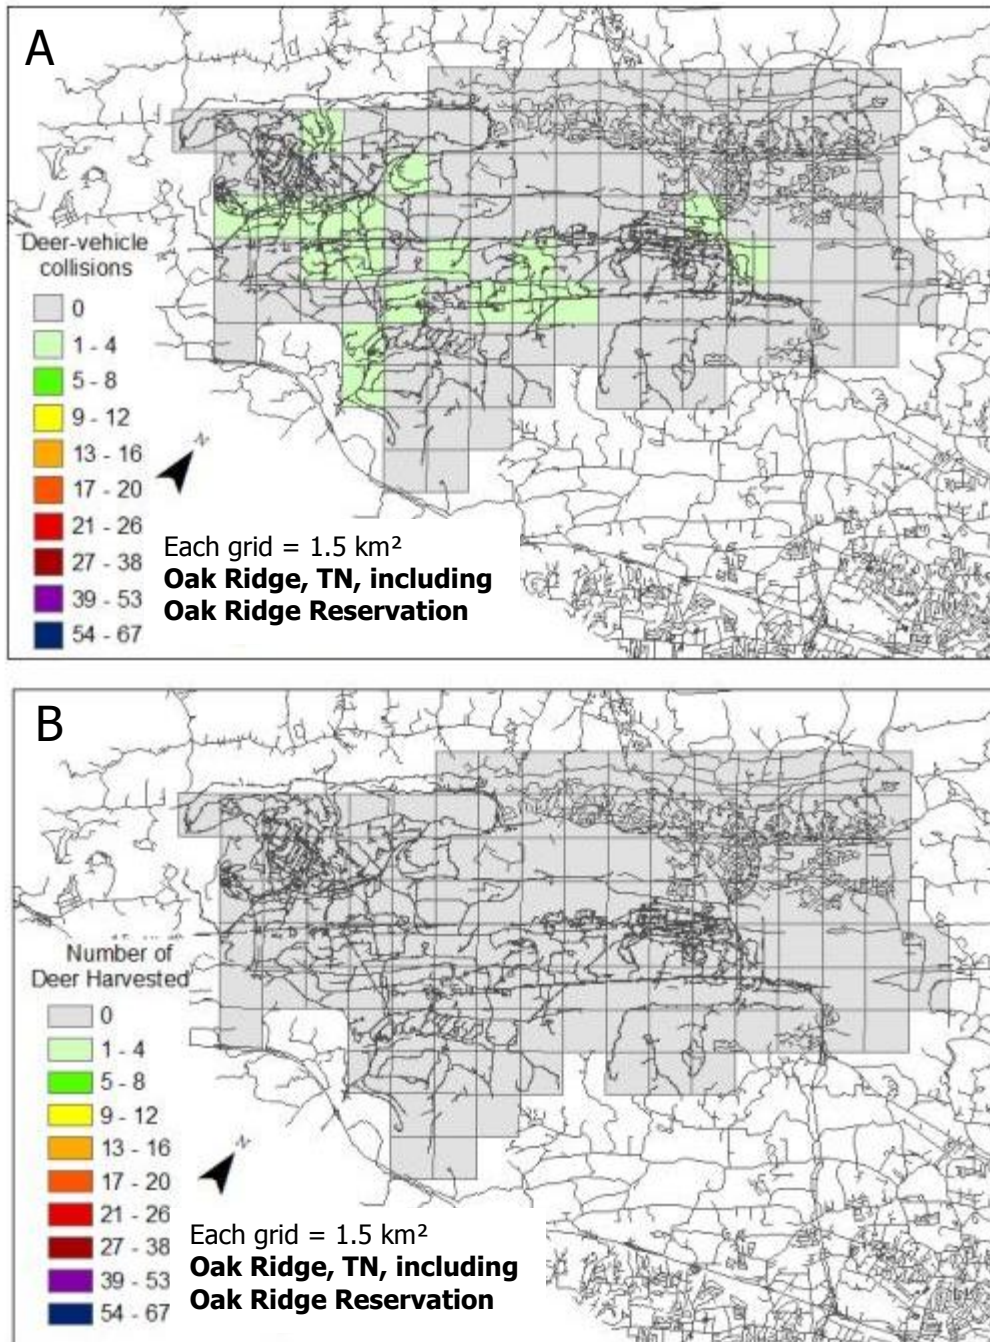 A
Deer-vehicle
collisions
0
1 - 4
5 - 8
9 - 12
13 - 16
17 - 20
21 - 26
27 - 38
39 - 53
54 - 67
N
Each grid = 1.5 km²
Oak Ridge, TN, including
Oak Ridge Reservation
B
Number of
Deer Harvested
0
1 - 4
5 - 8
9 - 12
13 - 16
17 - 20
21 - 26
27 - 38
39 - 53
54 - 67
N
Each grid = 1.5 km²
Oak Ridge, TN, including
Oak Ridge Reservation